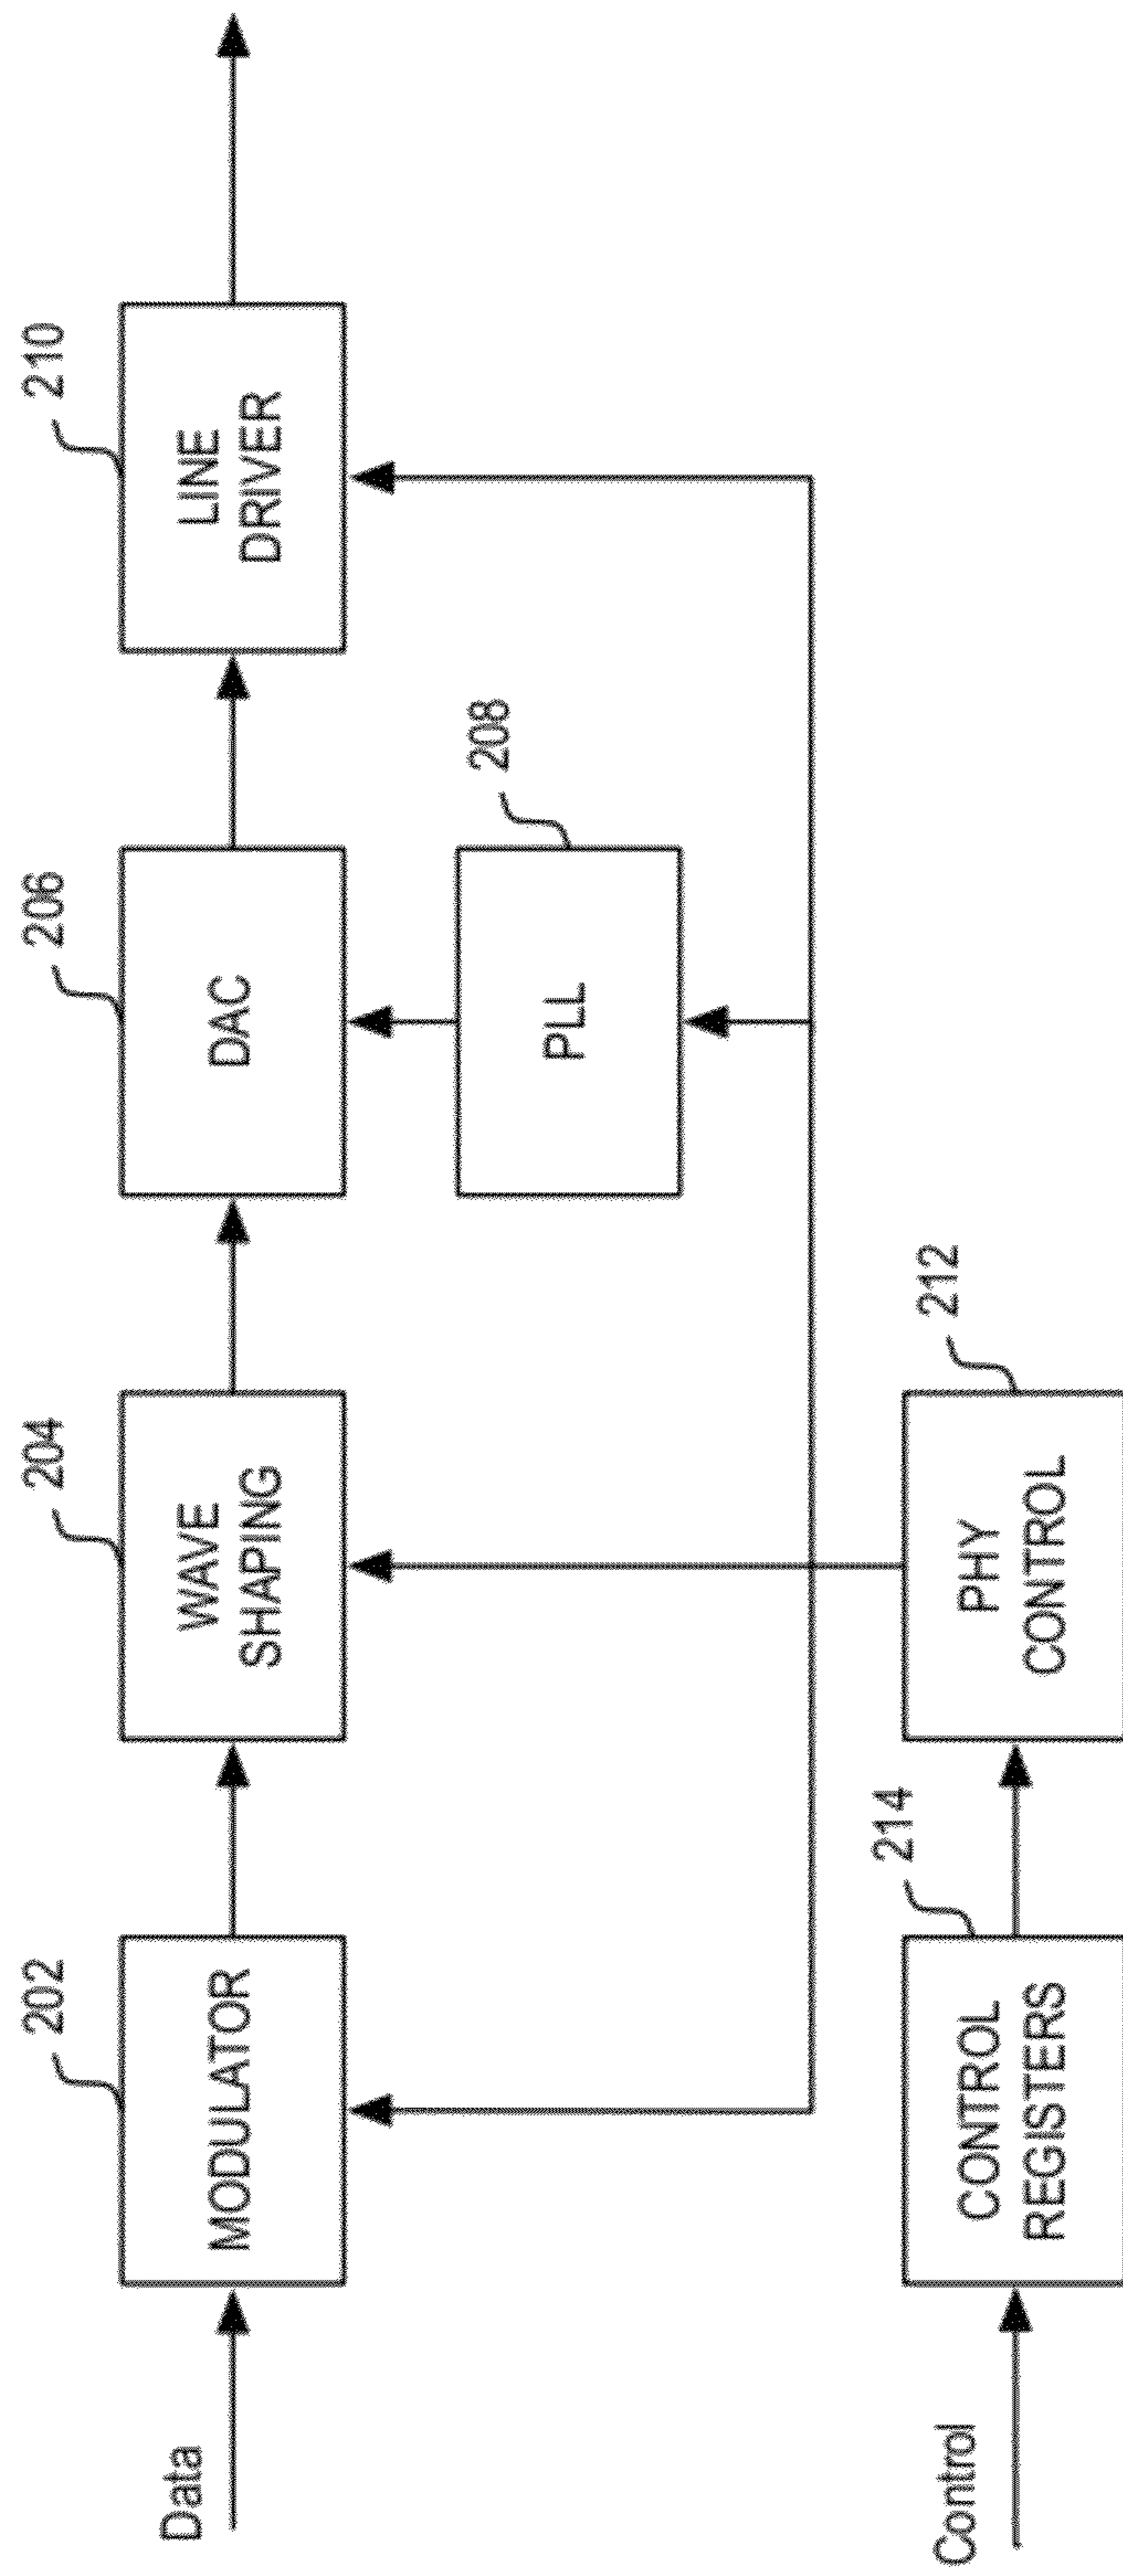 202
204
206
210
Data
MODULATOR
WAVE
SHAPING
DAC
LINE
DRIVER
208
PLL
214
212
Control
CONTROL
REGISTERS
PHY
CONTROL